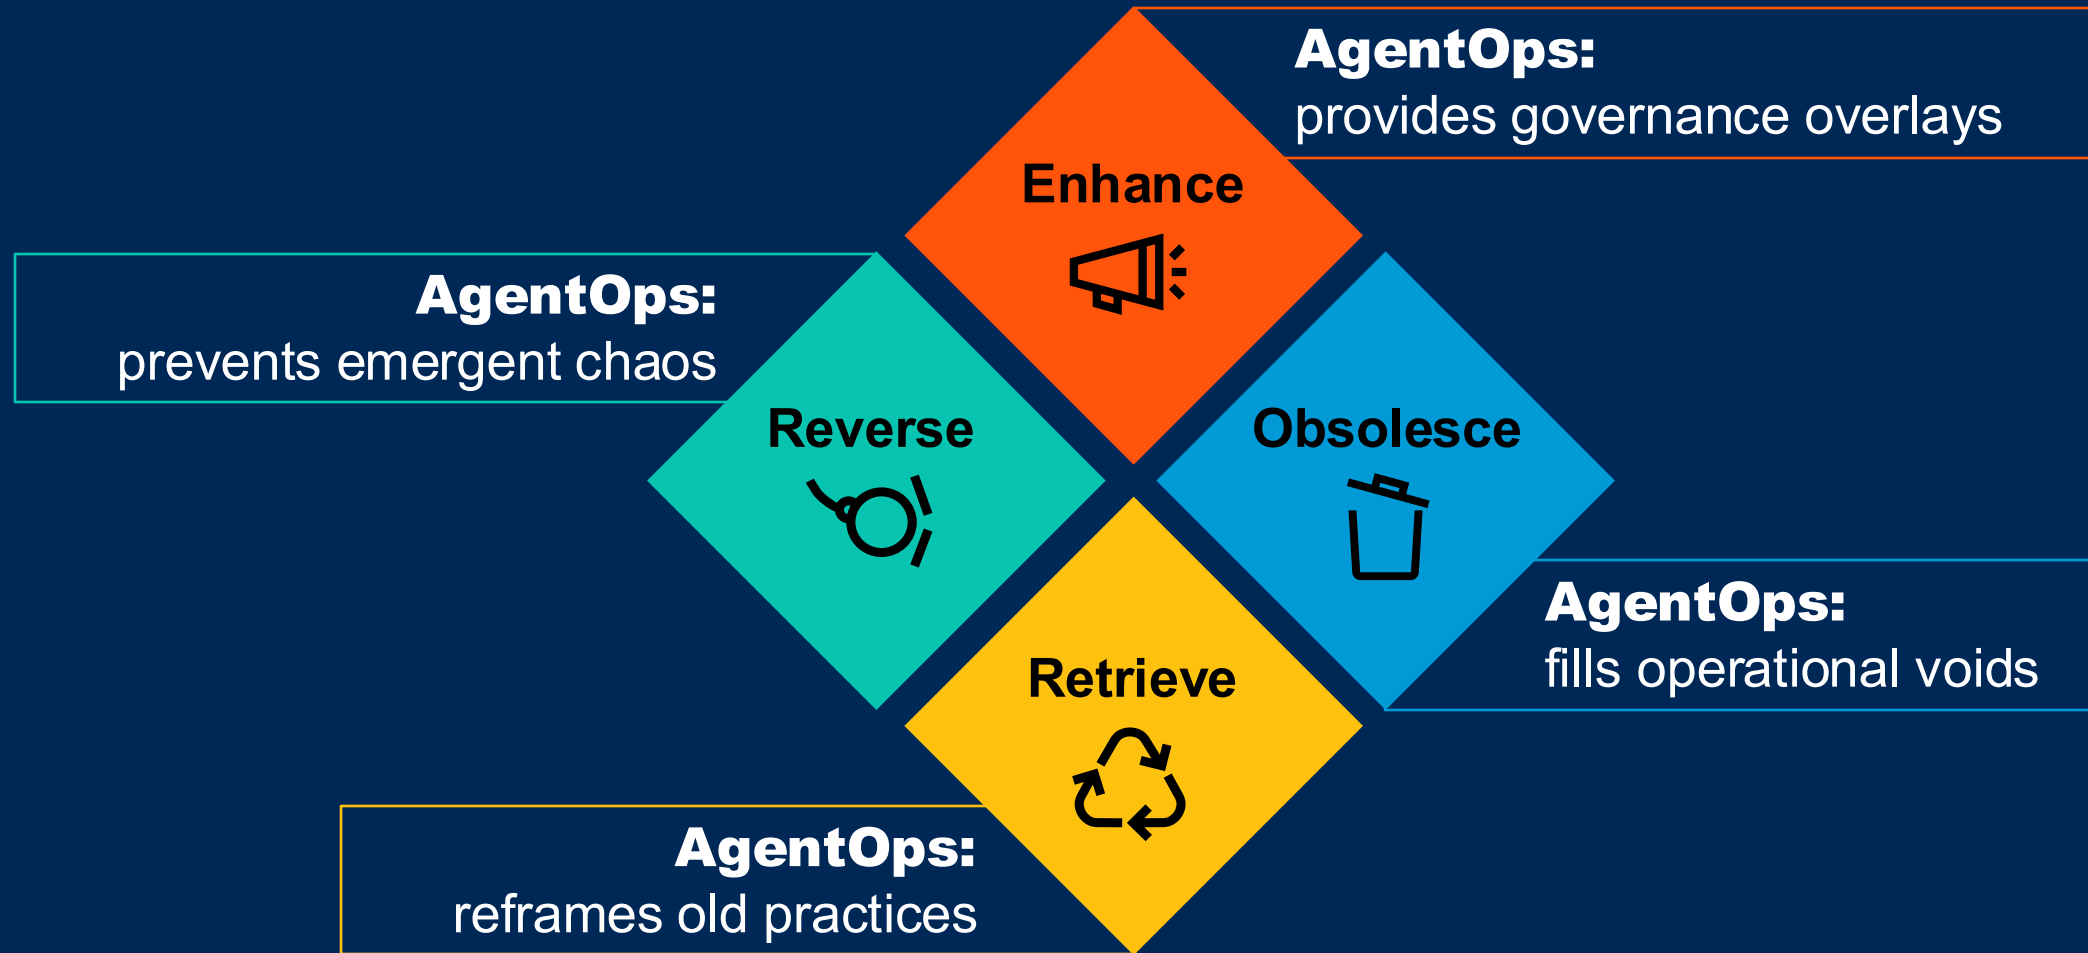 AgentOps:
provides governance overlays
Enhance
AgentOps:
prevents emergent chaos
Reverse
Obsolesce
AgentOps:
fills operational voids
Retrieve
AgentOps:
reframes old practices